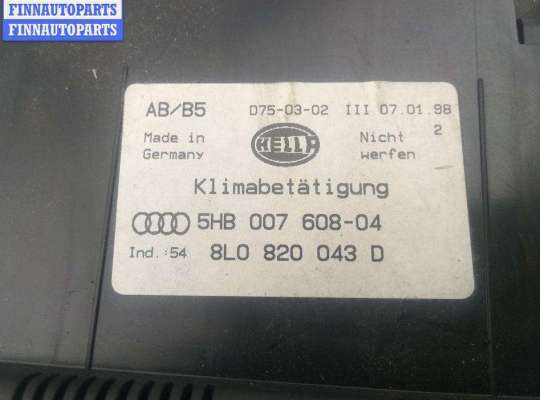 FINNAUTOPARTS
FINNAUTOPARTS
FINNAUTOPARTS
AB/B5 D75-03-02 III 07.01.98
Made in Germany
HELLA
Nicht werfen
2
Klimabetätigung
5HB 007 608-04
Ind.:54 8L0 820 043 D